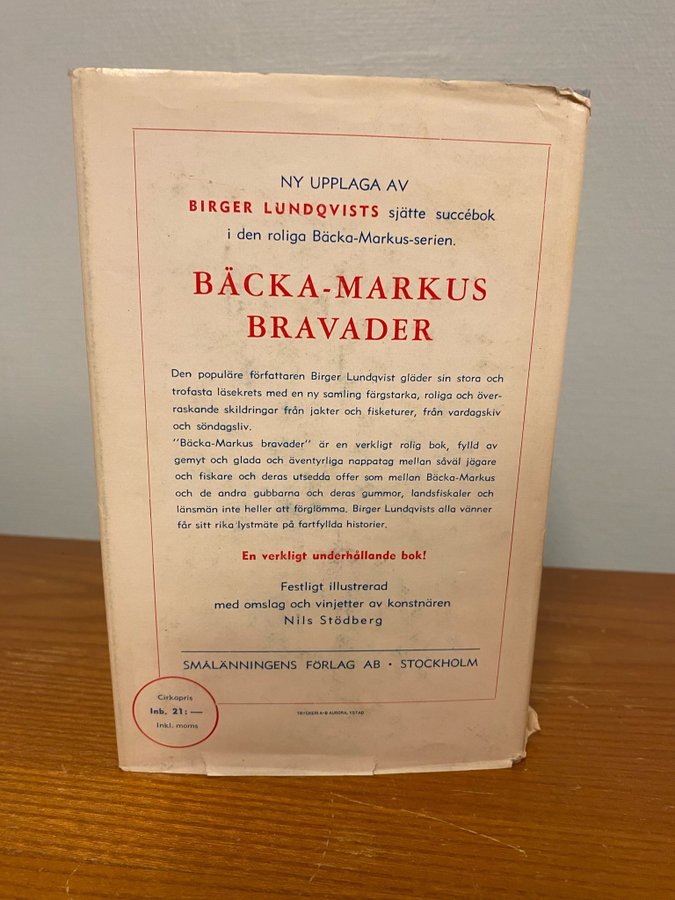 NY UPPLAGA AV
BIRGER LUNDQVISTS sjätte succébok
i den roliga Bäcka-Markus-serien.
BÄCKA-MARKUS
BRAVADER
Den populäre författaren Birger Lundqvist gläder sin stora och
trofasta läsekrets med en ny samling färgstarka, roliga och över-
raskande skildringar från jakter och fisketurer, från vardagskiv
och söndagsliv.
"Bäcka-Markus bravader" är en verkligt rolig bok, fylld av
gemyt och glada och äventyrliga nappatag mellan såväl jägare
och fiskare och deras utsedda offer som mellan Bäcka-Markus
och de andra gubbarna och deras gummor, landsfiskaler och
länsmän inte heller att förglömma. Birger Lundqvists alla vänner
får sitt rika lystmäte på fartfyllda historier.
En verkligt underhållande bok!
Festligt illustrerad
med omslag och vinjetter av konstnären
Nils Stödberg
SMÅLÄNNINGENS FÖRLAG AB • STOCKHOLM
Cirkapris
Inb. 21:—
Inkl. moms
TRYCKERI A-B AURORA, YSTAD